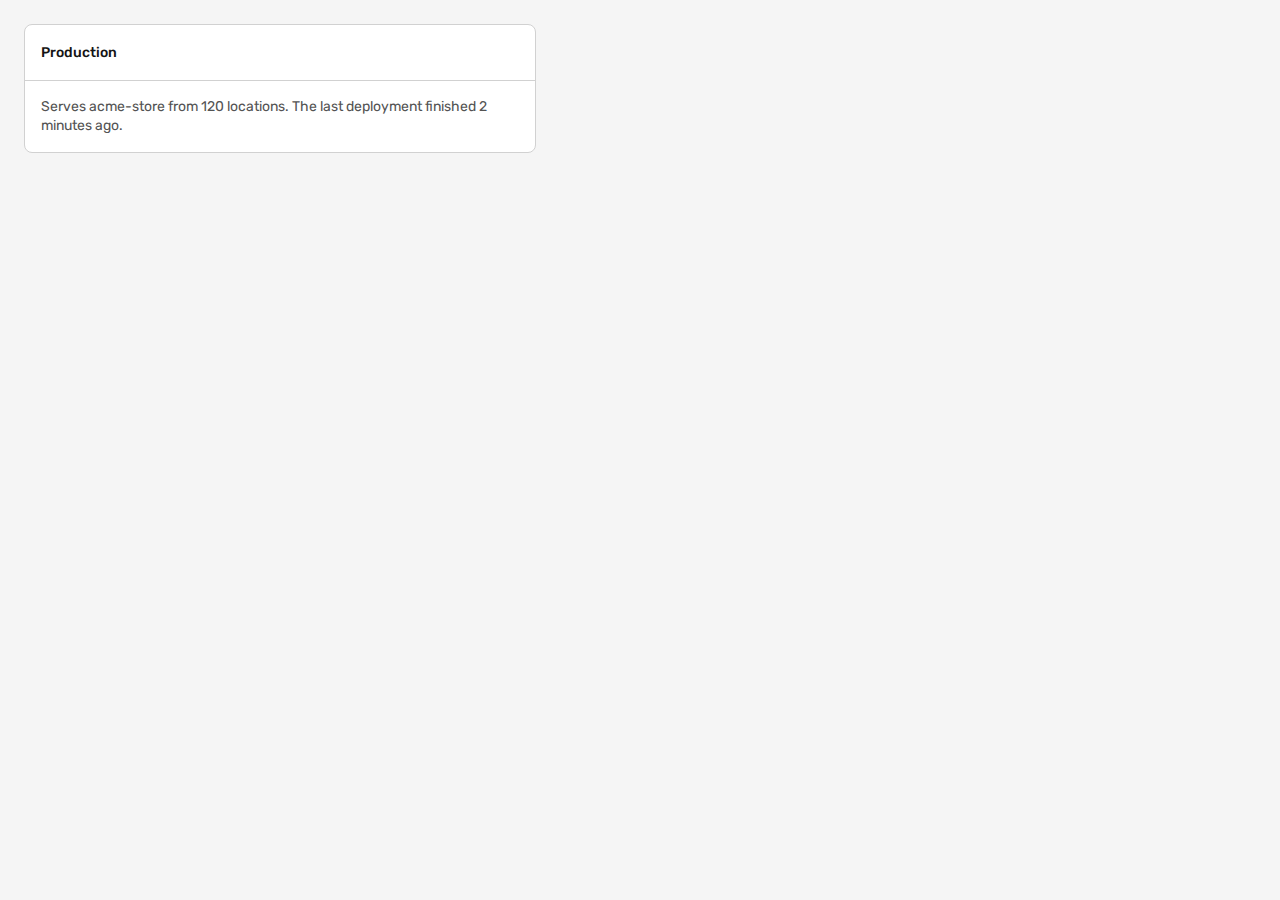 Production
Serves acme-store from 120 locations. The last deployment finished 2
minutes ago.